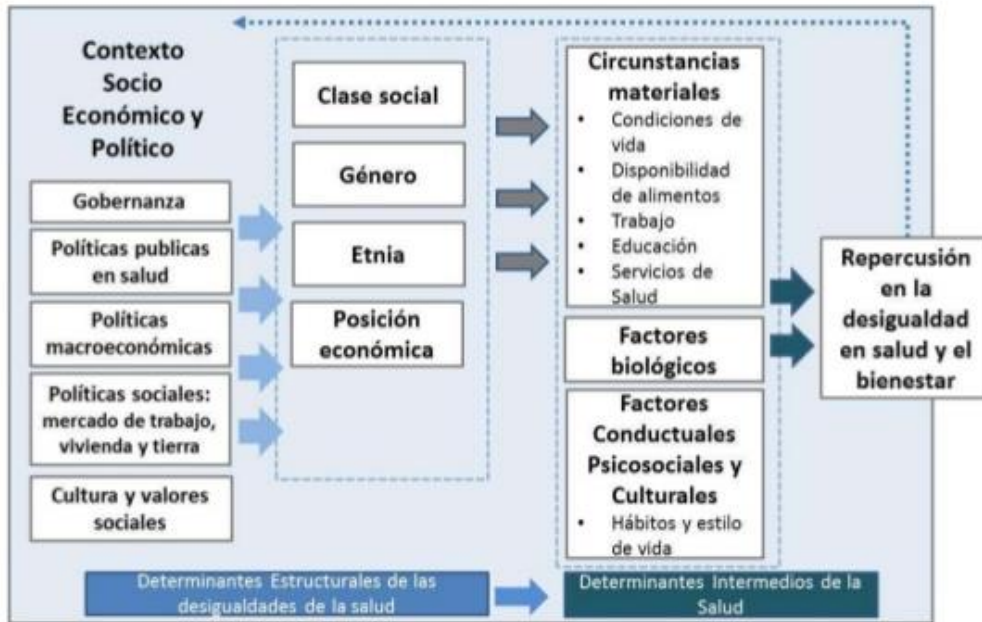 Contexto
Socio
Económico y
Político
Gobernanza
Políticas publicas
en salud
Políticas
macroeconómicas
Políticas sociales:
mercado de trabajo,
vivienda y tierra
Cultura y valores
sociales
Clase social
Género
Etnia
Posición
económica
Circunstancias
materiales
• Condiciones de
vida
• Disponibilidad
de alimentos
• Trabajo
• Educación
• Servicios de
Salud
Factores
biológicos
Factores
Conductuales
Psicosociales y
Culturales
• Hábitos y estilo
de vida
Repercusión
en la
desigualdad
en salud y el
bienestar
Determinantes Estructurales de las
desigualdades de la salud
Determinantes Intermedios de la
Salud